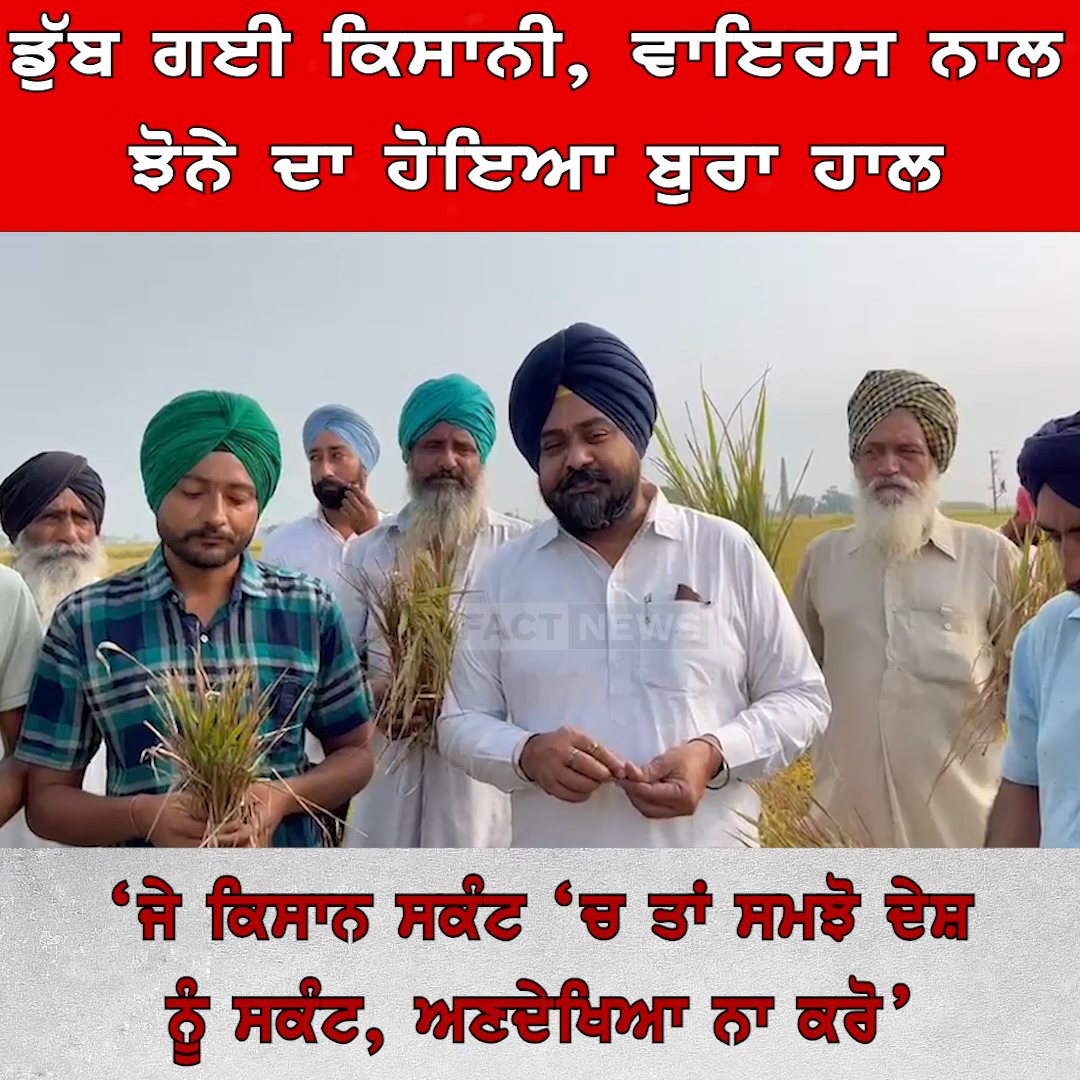 ਡੁੱਬ ਗਈ ਕਿਸਾਨੀ, ਵਾਇਰਸ ਨਾਲ
ਝੋਨੇ ਦਾ ਹੋਇਆ ਬੁਰਾ ਹਾਲ
FACT NEWS
‘ਜੇ ਕਿਸਾਨ ਸਕੰਟ ‘ਚ ਤਾਂ ਸਮਝੋ ਦੇਸ਼
ਨੂੰ ਸਕੰਟ, ਅਣਦੇਖਿਆ ਨਾ ਕਰੋ’